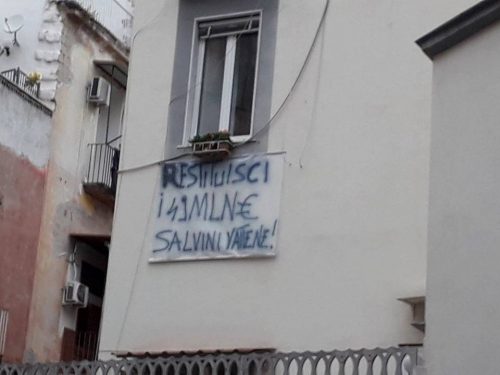 RESTITUISCI
I 49 MLN €
SALVINI VATTENE!